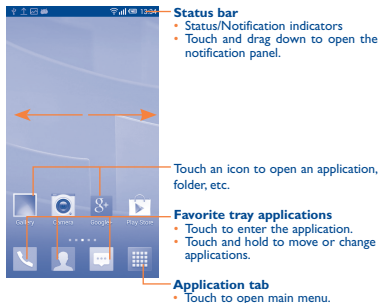 13:34
Status bar
• Status/Notification indicators
• Touch and drag down to open the
notification panel.
Touch an icon to open an application,
folder, etc.
Gallery Camera Google+ Play Store
Favorite tray applications
• Touch to enter the application.
• Touch and hold to move or change
applications.
Application tab
• Touch to open main menu.